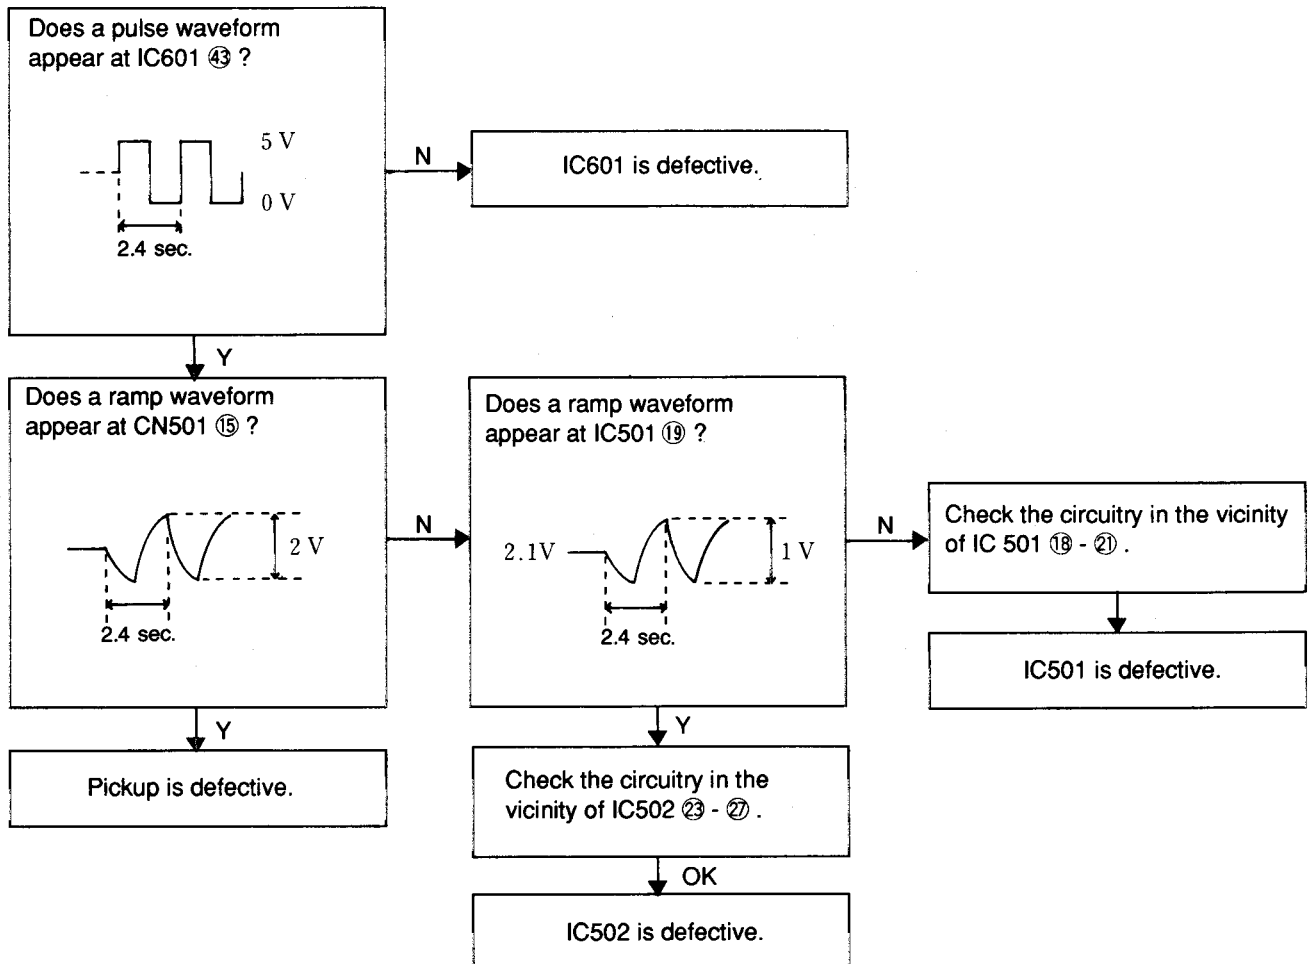 Does a pulse waveform
appear at IC601 ㊸ ?
5 V
0 V
2.4 sec.
N
IC601 is defective.
Y
Does a ramp waveform
appear at CN501 ⑮ ?
2 V
2.4 sec.
N
Does a ramp waveform
appear at IC501 ⑲ ?
2.1V
1 V
2.4 sec.
N
Check the circuitry in the vicinity
of IC 501 ⑱ - ㉑ .
IC501 is defective.
Y
Pickup is defective.
Y
Check the circuitry in the
vicinity of IC502 ㉓ - ㉗ .
OK
IC502 is defective.